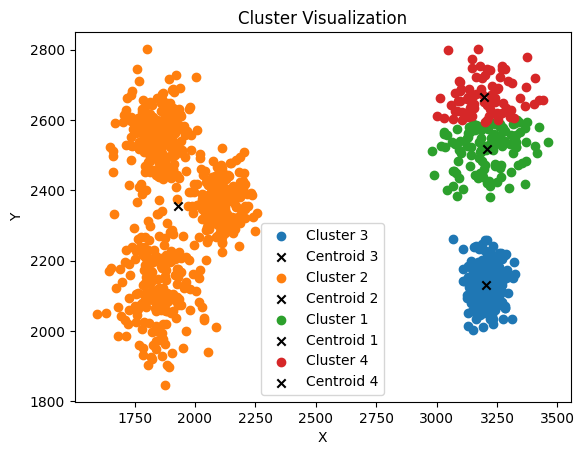 Cluster Visualization
Y
2800
2600
2400
2200
2000
1800
Cluster 3
Centroid 3
Cluster 2
Centroid 2
Cluster 1
Centroid 1
Cluster 4
Centroid 4
1750 2000 2250 2500 2750 3000 3250 3500
X